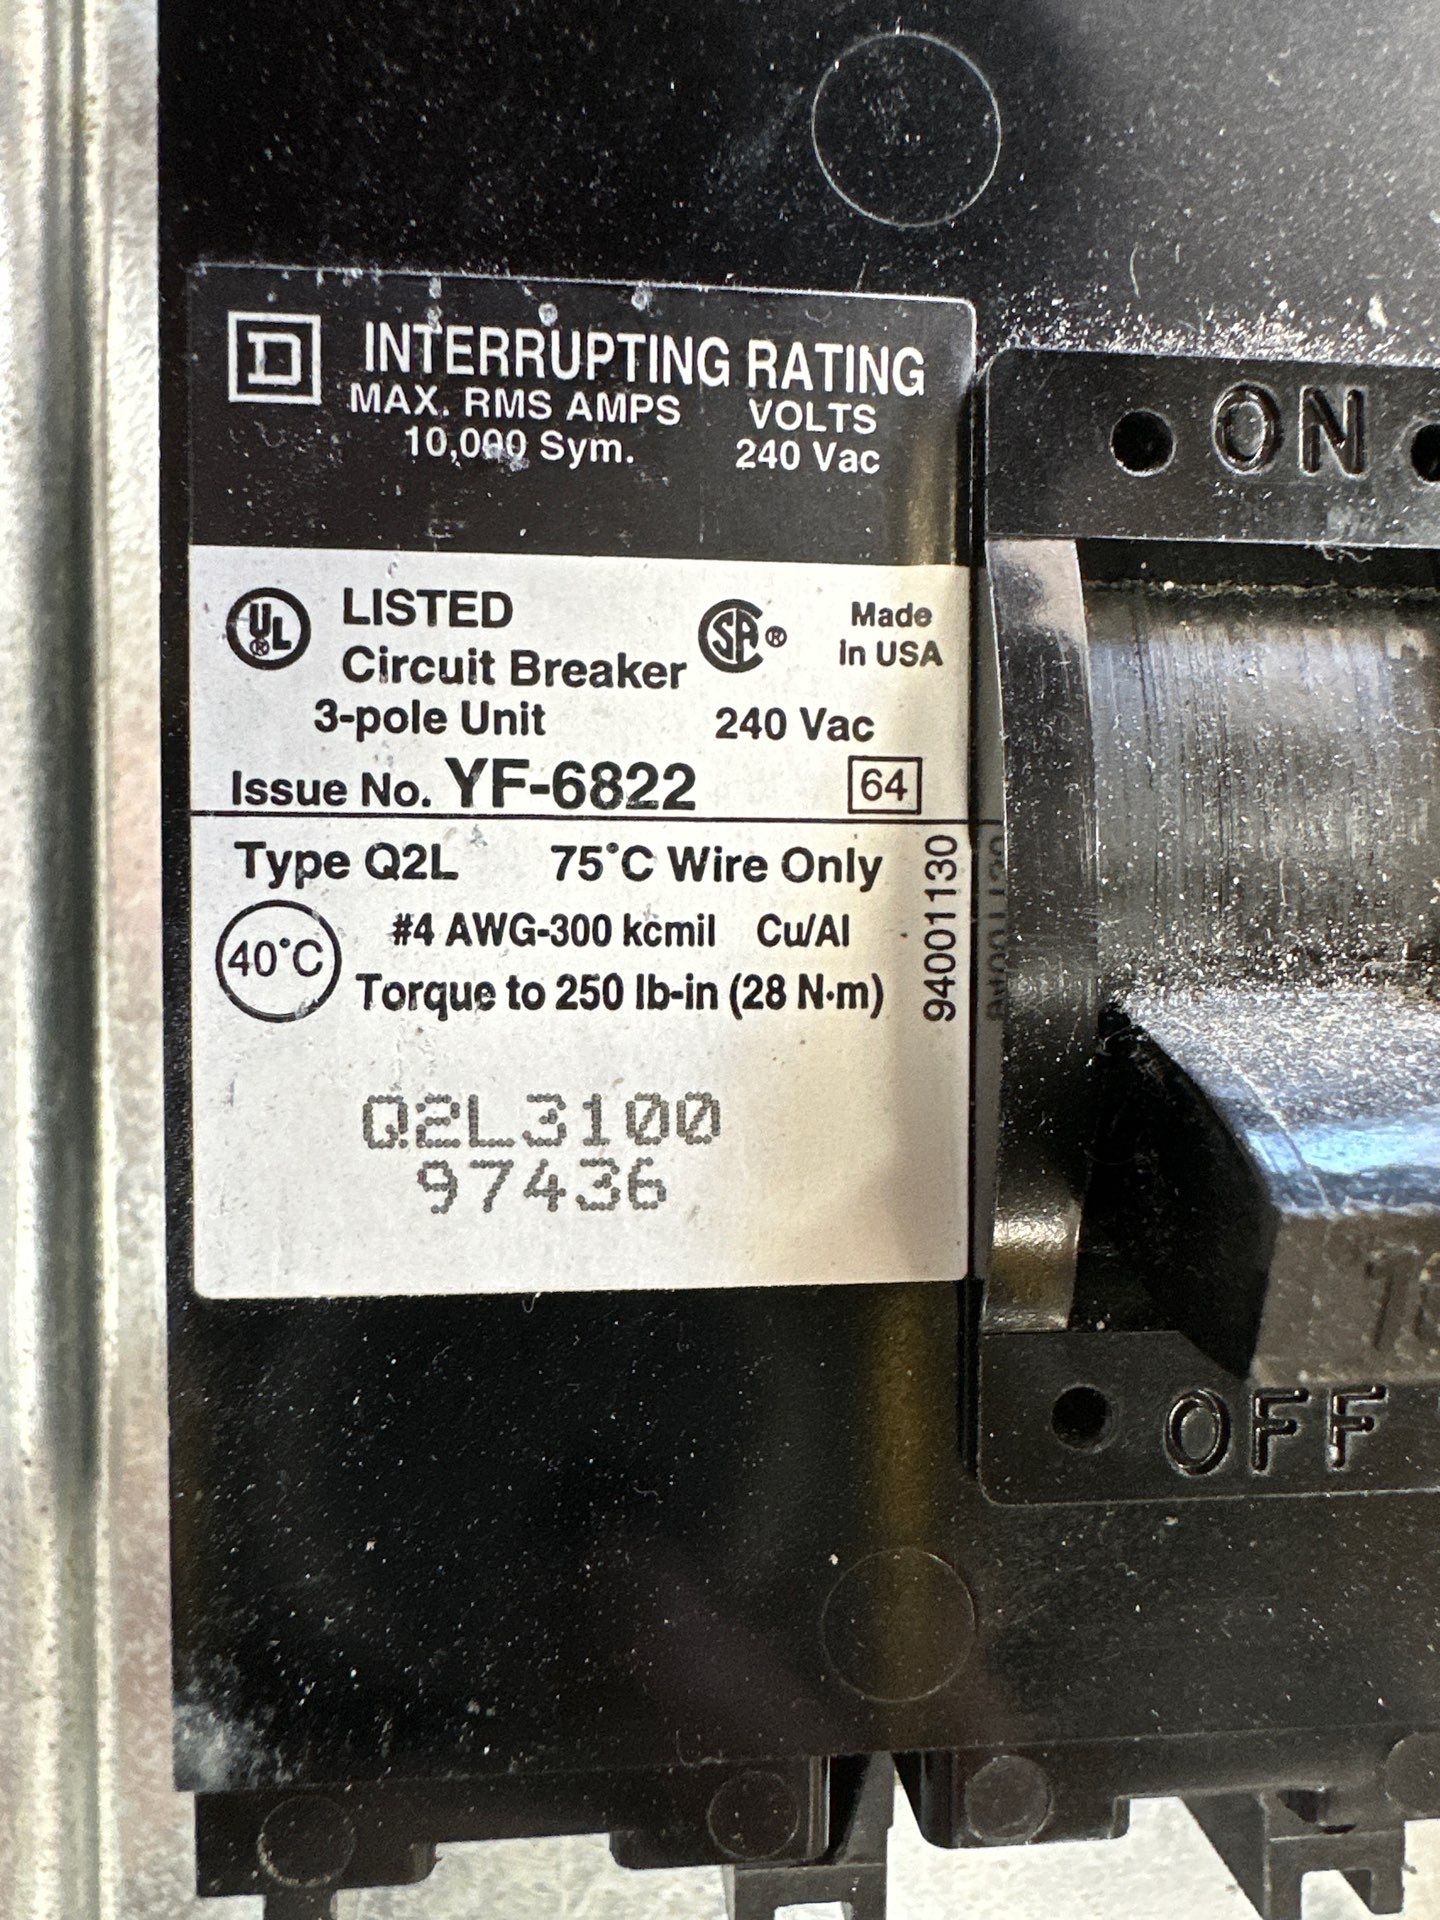 D INTERRUPTING RATING
MAX. RMS AMPS VOLTS
10,000 Sym. 240 Vac
UL® LISTED
Circuit Breaker
SA® Made
in USA
3-pole Unit 240 Vac
Issue No. YF-6822 64
Type Q2L 75°C Wire Only
40°C #4 AWG-300 kcmil Cu/Al
Torque to 250 lb-in (28 N·m)
94001130
Q2L3100
97436
ON
OFF